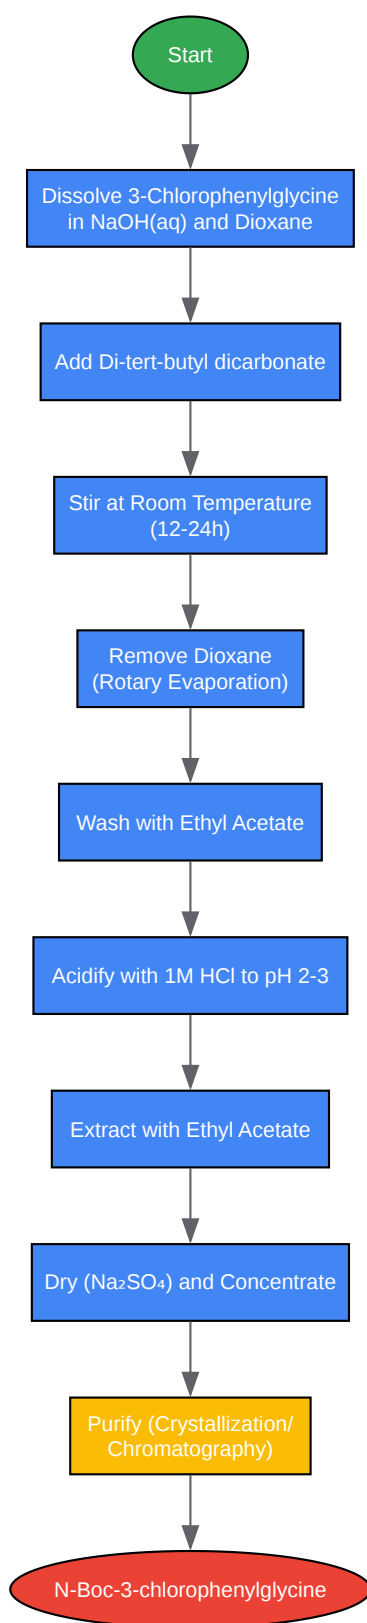 Start
Dissolve 3-Chlorophenylglycine
in NaOH(aq) and Dioxane
Add Di-tert-butyl dicarbonate
Stir at Room Temperature
(12-24h)
Remove Dioxane
(Rotary Evaporation)
Wash with Ethyl Acetate
Acidify with 1M HCl to pH 2-3
Extract with Ethyl Acetate
Dry (Na₂SO₄) and Concentrate
Purify (Crystallization/
Chromatography)
N-Boc-3-chlorophenylglycine